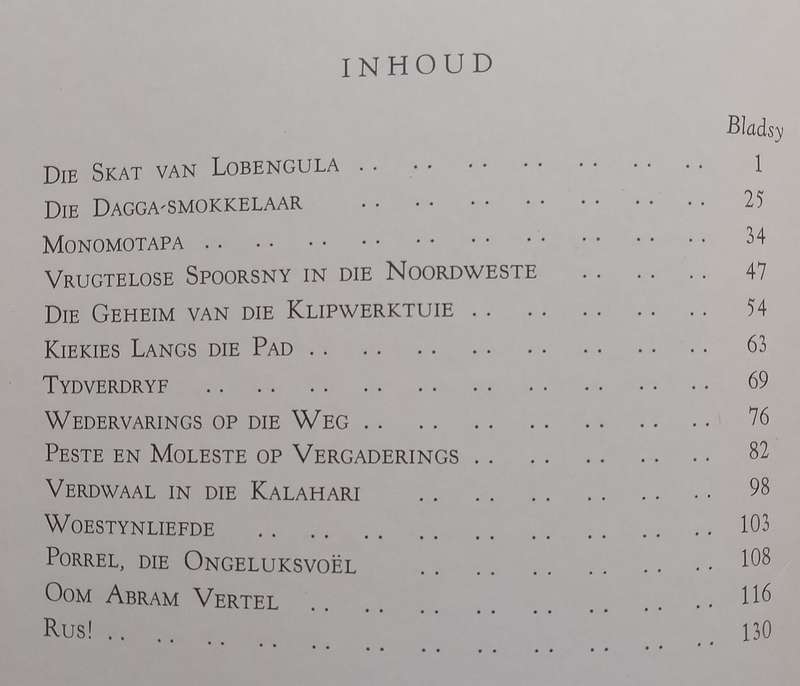 INHOUD
Bladsy
Die Skat van Lobengula . . . . . . . . . . . . . . 1
Die Dagga-smokkelaar . . . . . . . . . . . . . . 25
Monomotapa . . . . . . . . . . . . . . . . . . . . 34
Vrugtelose Spoorsny in die Noordweste . . . . . . 47
Die Geheim van die Klipwerktuie . . . . . . . . . . 54
Kiekies Langs die Pad . . . . . . . . . . . . . . . . 63
Tydverdryf . . . . . . . . . . . . . . . . . . . . 69
Wedervarings op die Weg . . . . . . . . . . . . . . 76
Peste en Moleste op Vergaderings . . . . . . . . . . 82
Verdwaal in die Kalahari . . . . . . . . . . . . 98
Woestynliefde . . . . . . . . . . . . . . . . . . 103
Porrel, die Ongeluksvoël . . . . . . . . . . . . 108
Oom Abram Vertel . . . . . . . . . . . . . . . . 116
Rus! . . . . . . . . . . . . . . . . . . . . . . . . 130